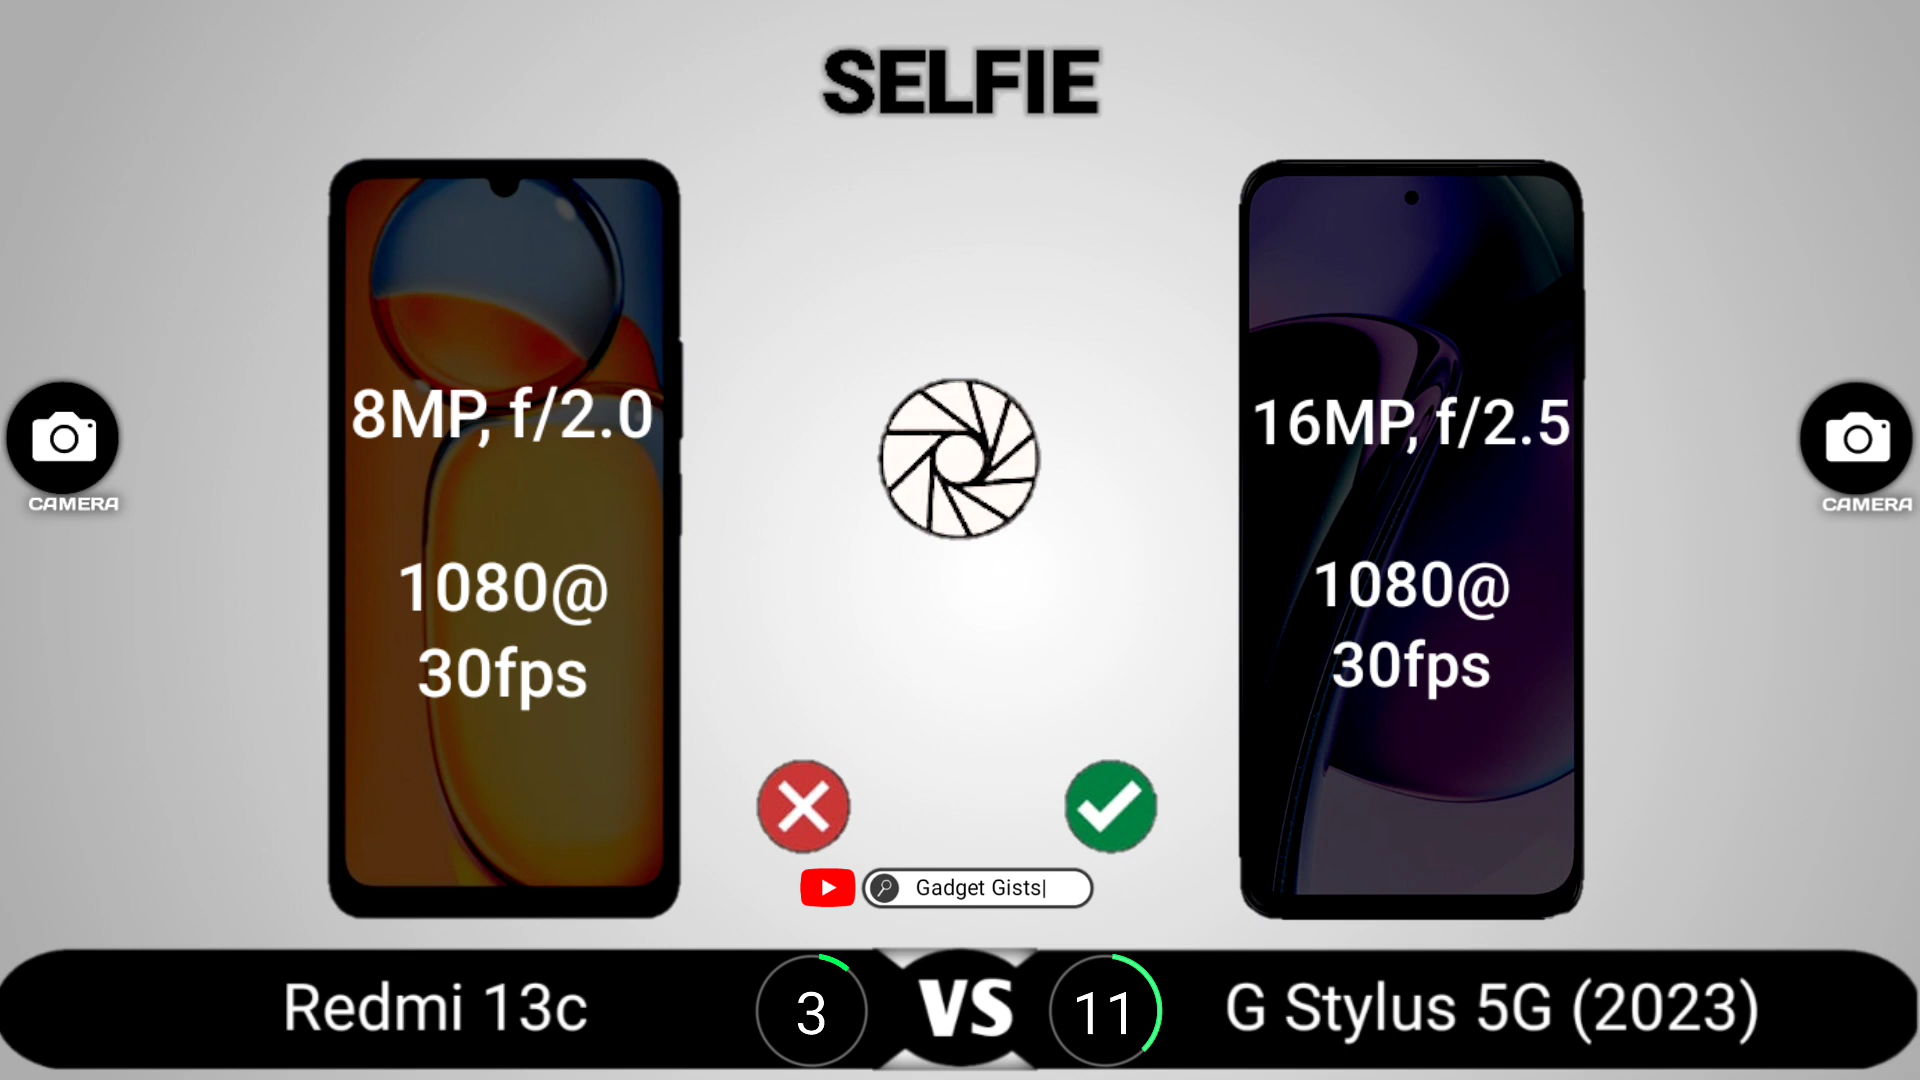 SELFIE
8MP, f/2.0
1080@
30fps
16MP, f/2.5
1080@
30fps
CAMERA
CAMERA
Gadget Gists|
Redmi 13c
3
VS
11
G Stylus 5G (2023)